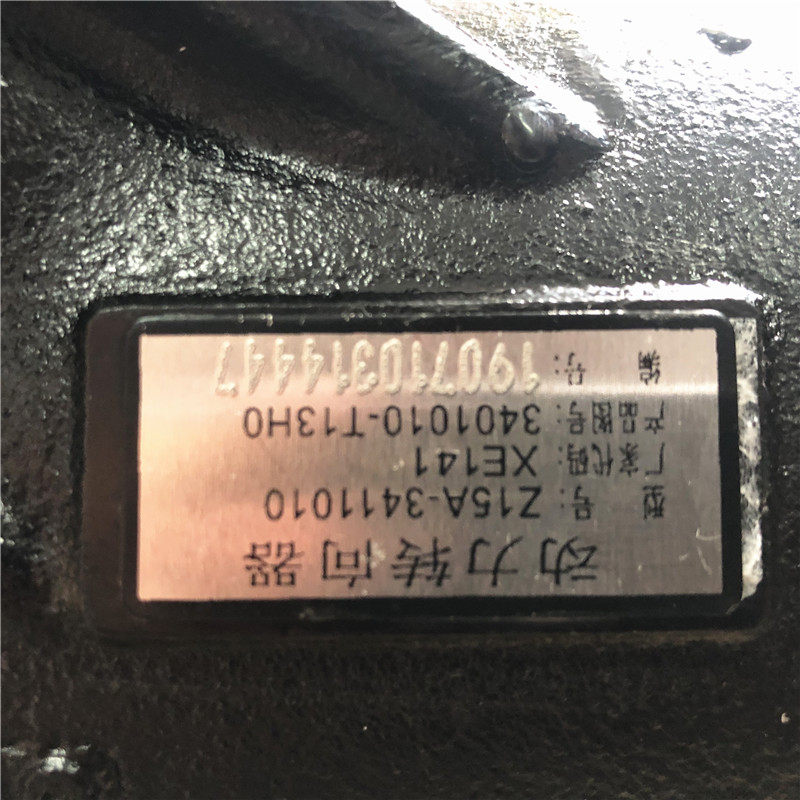 动力转向器
型 号: Z15A-3411010
厂家代码: XE141
产品图号: 3401010-T13H0
编 号: 190710314447